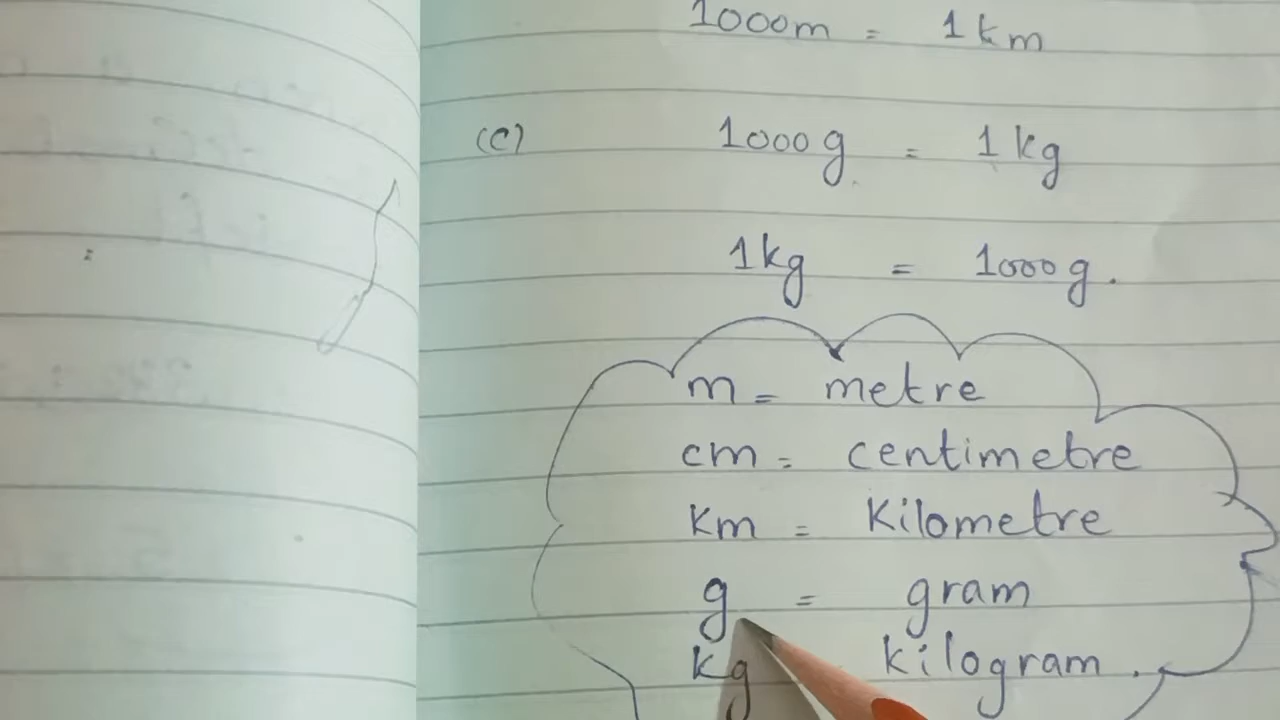 1000m = 1km
(c) 1000g = 1kg
1kg = 1000g.
m = metre
cm = centimetre
km = kilometre
g = gram
kg kilogram.